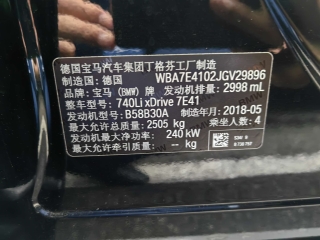 德国宝马汽车集团丁格芬工厂制造
制造国：德国 WBA7E4102JGV29896
品牌：宝马 (BMW) 牌 发动机排量：2998 mL
整车型号：740Li xDrive 7E41
发动机型号：B58B30A 制造年月：2018-05
最大允许总质量：2505 kg 乘坐人数：4
发动机最大净功率：240 kW
最大允许牵引质量：-- kg